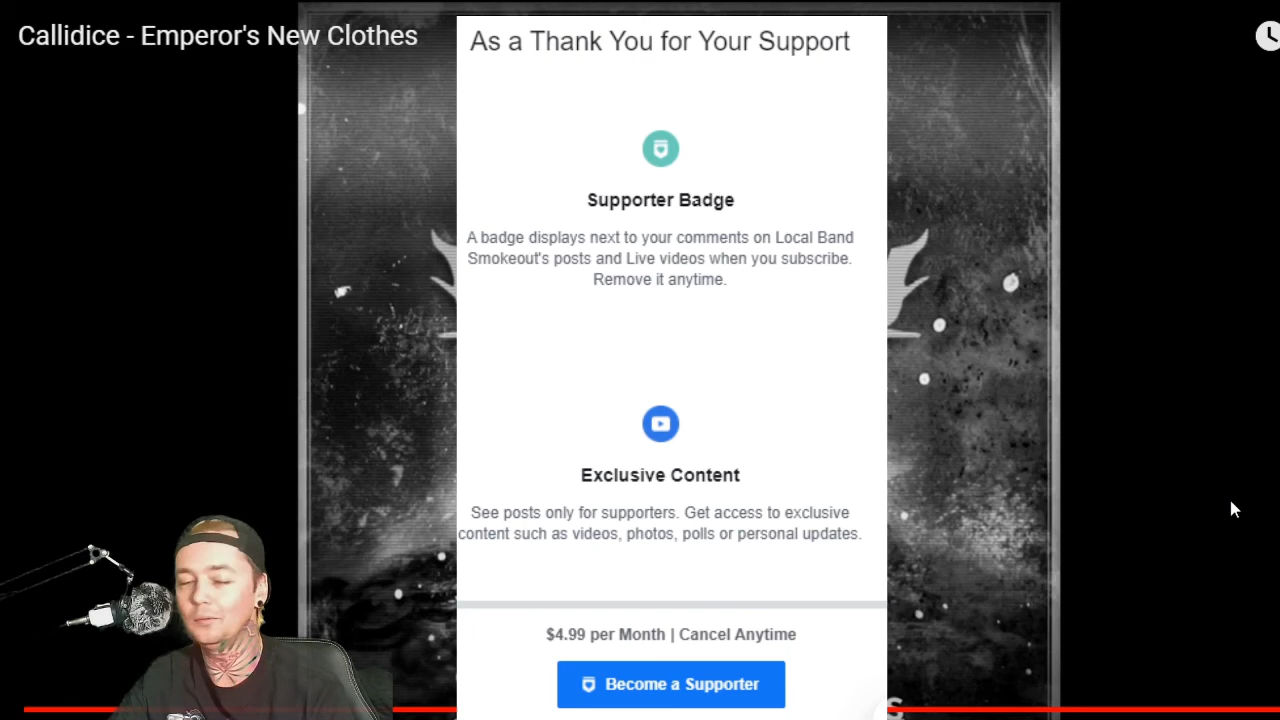 Callidice - Emperor's New Clothes
As a Thank You for Your Support
Supporter Badge
A badge displays next to your comments on Local Band
Smokeout's posts and Live videos when you subscribe.
Remove it anytime.
Exclusive Content
See posts only for supporters. Get access to exclusive
content such as videos, photos, polls or personal updates.
$4.99 per Month | Cancel Anytime
Become a Supporter